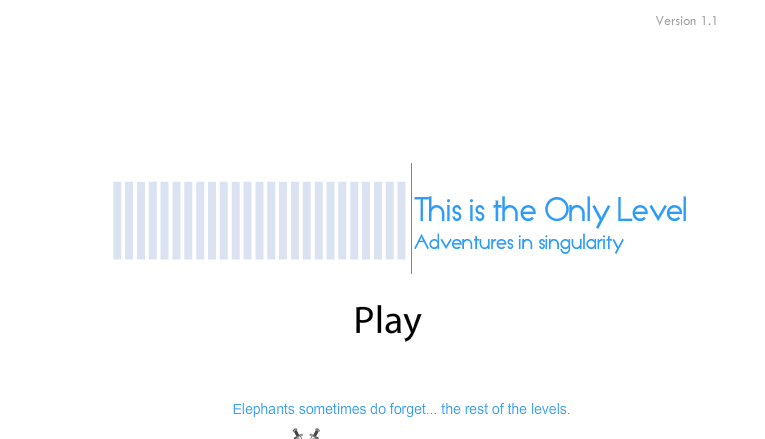 Version 1.1
This is the Only Level
Adventures in singularity
Play
Elephants sometimes do forget... the rest of the levels.